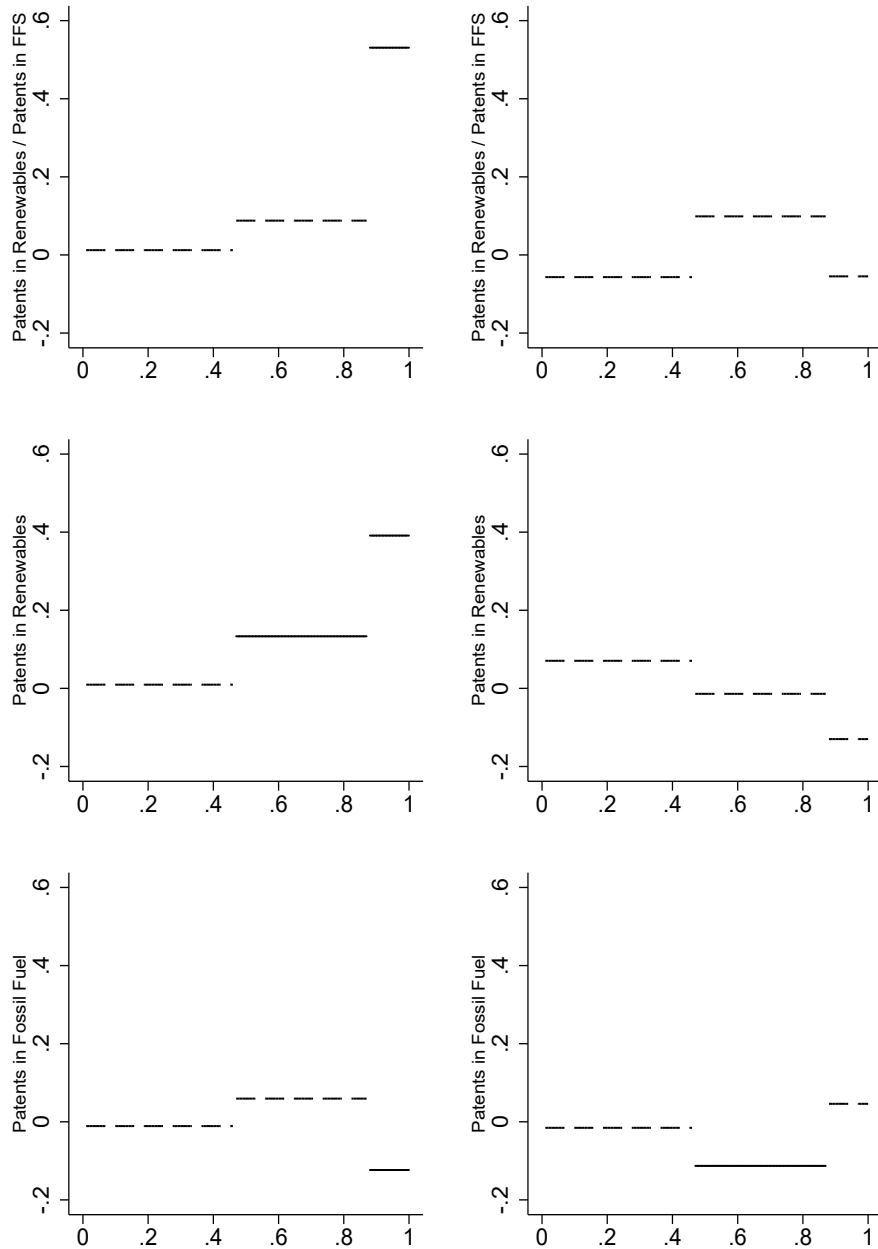 Patents in Renewables / Patents in FFS
.6
.4
.2
0
-.2
0 .2 .4 .6 .8 1
Patents in Renewables / Patents in FFS
.6
.4
.2
0
-.2
0 .2 .4 .6 .8 1
Patents in Renewables
.6
.4
.2
0
-.2
0 .2 .4 .6 .8 1
Patents in Renewables
.6
.4
.2
0
-.2
0 .2 .4 .6 .8 1
Patents in Fossil Fuel
.6
.4
.2
0
-.2
0 .2 .4 .6 .8 1
Patents in Fossil Fuel
.6
.4
.2
0
-.2
0 .2 .4 .6 .8 1